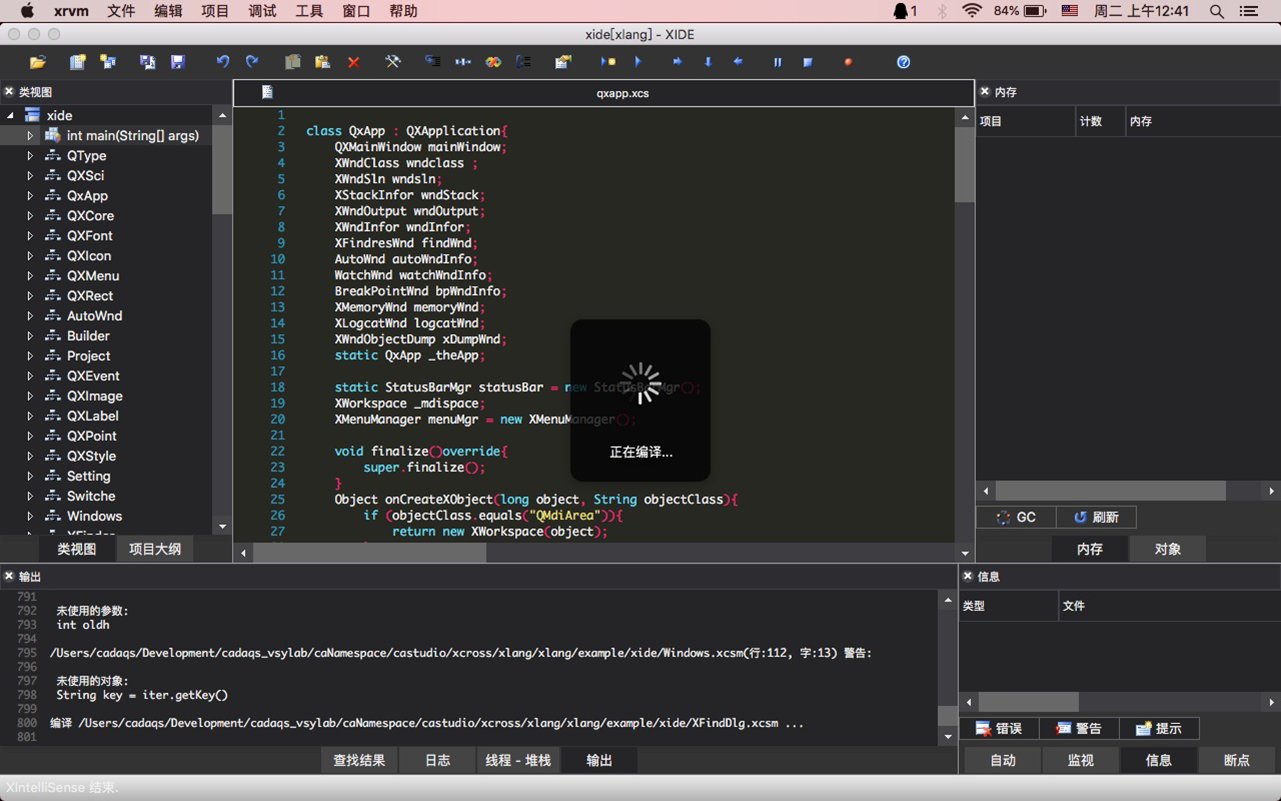 xrvm 文件 编辑 项目 调试 工具 窗口 帮助 1 84% 周二 上午12:41
xide[xlang] - XIDE
类视图
xide
int main(String[] args)
QType
QXSci
QxApp
QXCore
QXFont
QXIcon
QXMenu
QXRect
AutoWnd
Builder
Project
QXEvent
QXImage
QXLabel
QXPoint
QXStyle
Setting
Switche
Windows
类视图 项目大纲
qxapp.xcs
1
2 class QxApp : QXApplication{
3 QXMainWindow mainWindow;
4 XWndClass wndclass ;
5 XWndSln wndsln;
6 XStackInfor wndStack;
7 XWndOutput wndOutput;
8 XWndInfor wndInfor;
9 XFindresWnd findWnd;
10 AutoWnd autoWndInfo;
11 WatchWnd watchWndInfo;
12 BreakPointWnd bpWndInfo;
13 XMemoryWnd memoryWnd;
14 XLogcatWnd logcatWnd;
15 XWndObjectDump xDumpWnd;
16 static QxApp _theApp;
17
18 static StatusBarMgr statusBar = new StatusBarMgr();
19 XWorkspace _mdispace;
20 XMenuManager menuMgr = new XMenuManager();
21
22 void finalize()override{
23 super.finalize();
24 }
25 Object onCreateXObject(long object, String objectClass){
26 if (objectClass.equals("QMdiArea")){
27 return new XWorkspace(object);
正在编译...
内存
项目 计数 内存
GC 刷新
内存 对象
输出
791
792 未使用的参数:
793 int oldh
794
795 /Users/cadaqs/Development/cadaqs_vsylab/caNamespace/castudio/xcross/xlang/xlang/example/xide/Windows.xcsm(行:112, 字:13) 警告:
796
797 未使用的对象:
798 String key = iter.getKey()
799
800 编译 /Users/cadaqs/Development/cadaqs_vsylab/caNamespace/castudio/xcross/xlang/xlang/example/xide/XFindDlg.xcsm ...
801
查找结果 日志 线程 - 堆栈 输出
信息
类型 文件
错误 警告 提示
自动 监视 信息 断点
XIntelliSense 结束.